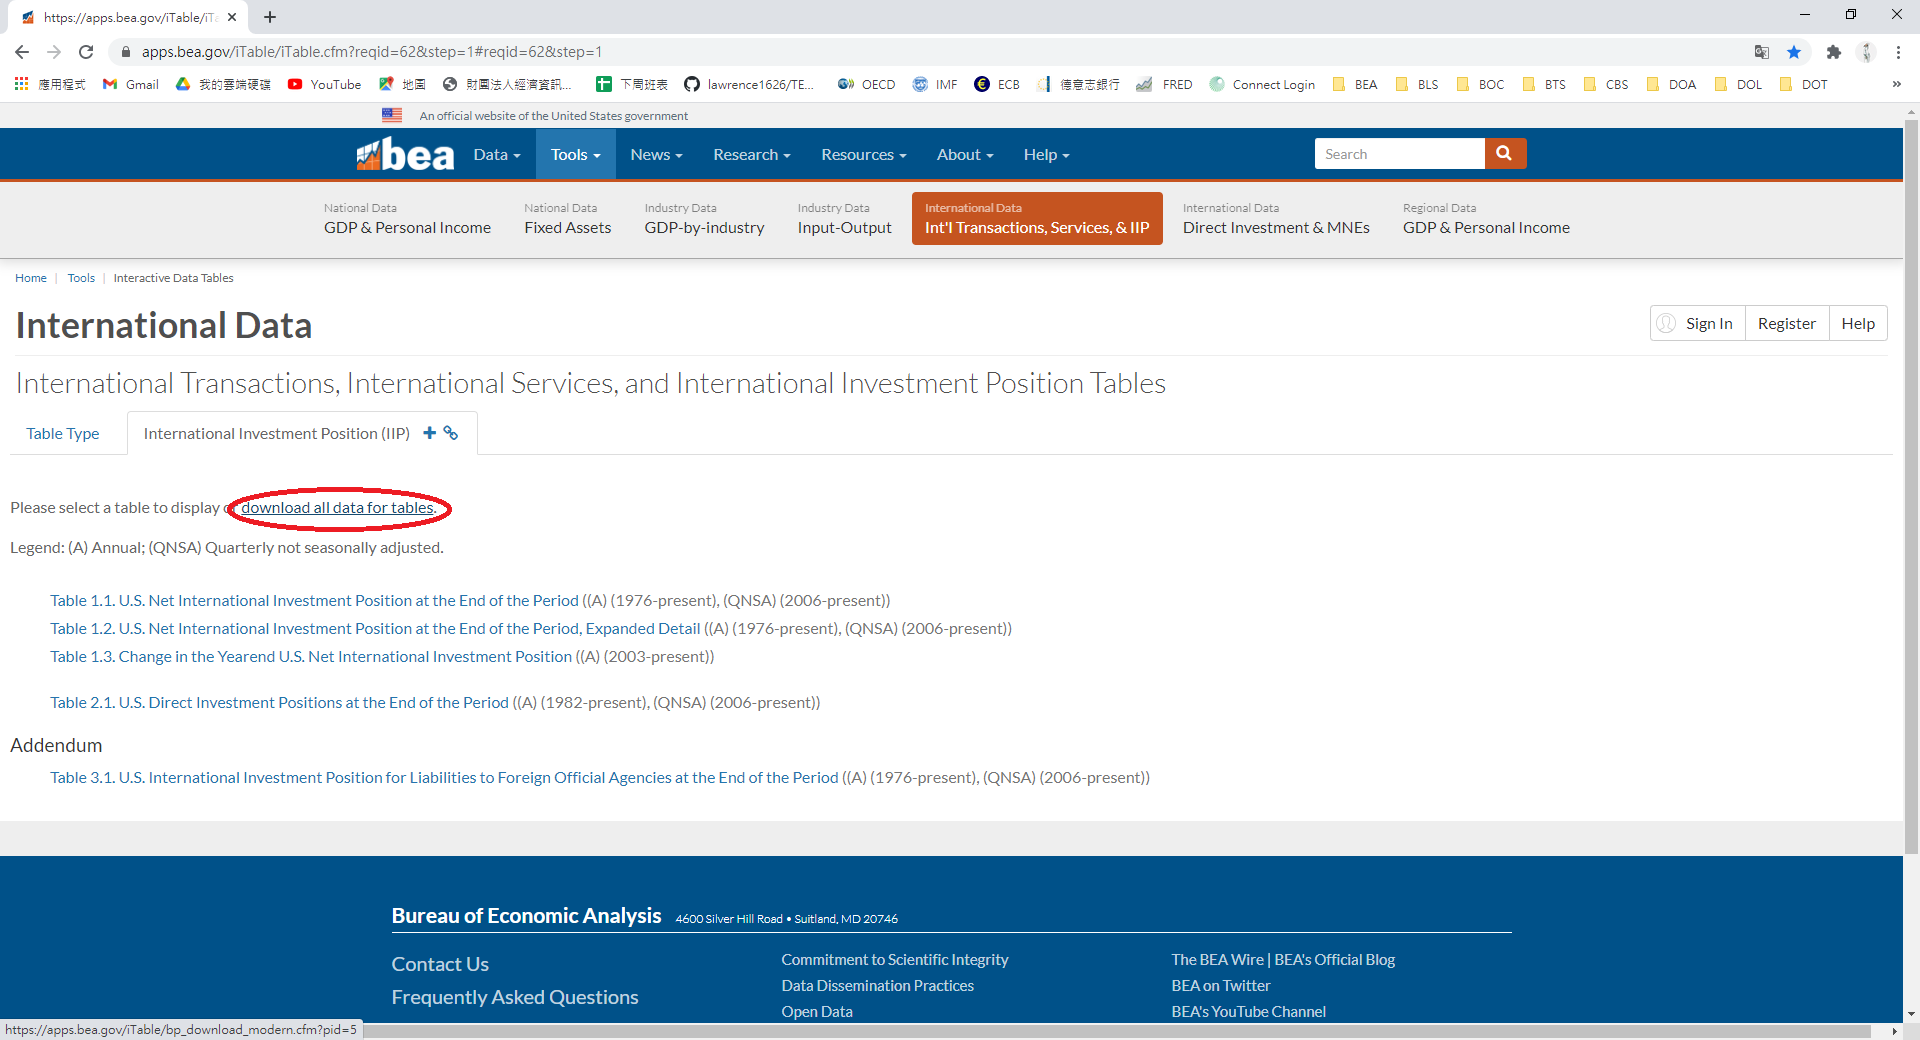 https://apps.bea.gov/iTable/iTa
apps.bea.gov/iTable/iTable.cfm?reqid=62&step=1#reqid=62&step=1
應用程式 Gmail 我的雲端硬碟 YouTube 地圖 財團法人經濟資訊... 下周班表 lawrence1626/TE... OECD IMF ECB 德意志銀行 FRED Connect Login BEA BLS BOC BTS CBS DOA DOL DOT »
An official website of the United States government
bea Data Tools News Research Resources About Help Search
National Data National Data Industry Data Industry Data International Data International Data Regional Data
GDP & Personal Income Fixed Assets GDP-by-industry Input-Output Int'l Transactions, Services, & IIP Direct Investment & MNEs GDP & Personal Income
Home | Tools | Interactive Data Tables
International Data
Sign In Register Help
International Transactions, International Services, and International Investment Position Tables
Table Type International Investment Position (IIP)
Please select a table to display or download all data for tables.
Legend: (A) Annual; (QNSA) Quarterly not seasonally adjusted.
Table 1.1. U.S. Net International Investment Position at the End of the Period ((A) (1976-present), (QNSA) (2006-present))
Table 1.2. U.S. Net International Investment Position at the End of the Period, Expanded Detail ((A) (1976-present), (QNSA) (2006-present))
Table 1.3. Change in the Yearend U.S. Net International Investment Position ((A) (2003-present))
Table 2.1. U.S. Direct Investment Positions at the End of the Period ((A) (1982-present), (QNSA) (2006-present))
Addendum
Table 3.1. U.S. International Investment Position for Liabilities to Foreign Official Agencies at the End of the Period ((A) (1976-present), (QNSA) (2006-present))
Bureau of Economic Analysis 4600 Silver Hill Road • Suitland, MD 20746
Contact Us
Frequently Asked Questions
Commitment to Scientific Integrity
Data Dissemination Practices
Open Data
The BEA Wire | BEA's Official Blog
BEA on Twitter
BEA's YouTube Channel
https://apps.bea.gov/iTable/bp_download_modern.cfm?pid=5